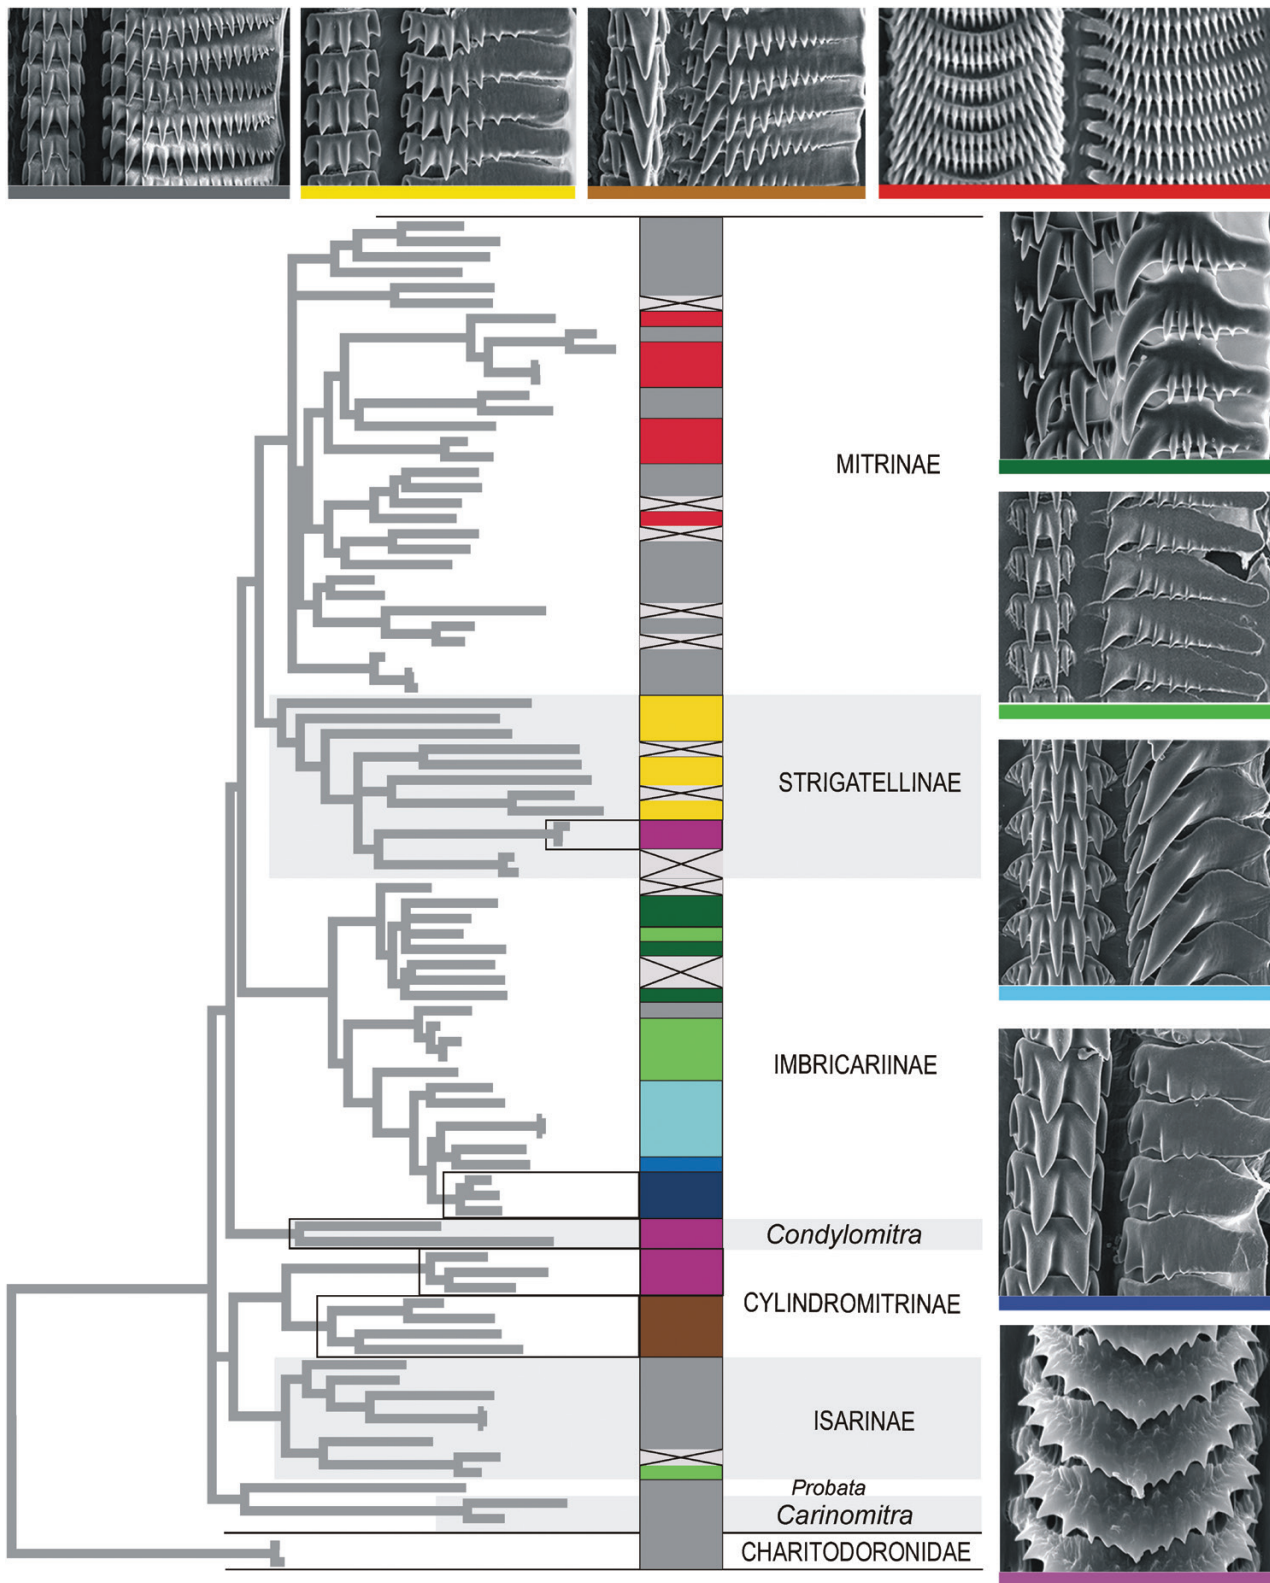 MITRINAE
STRIGATELLINAE
IMBRICARIINAE
Condylomitra
CYLINDROMITRINAE
ISARINAE
Probata
Carinomitra
CHARITODORONIDAE